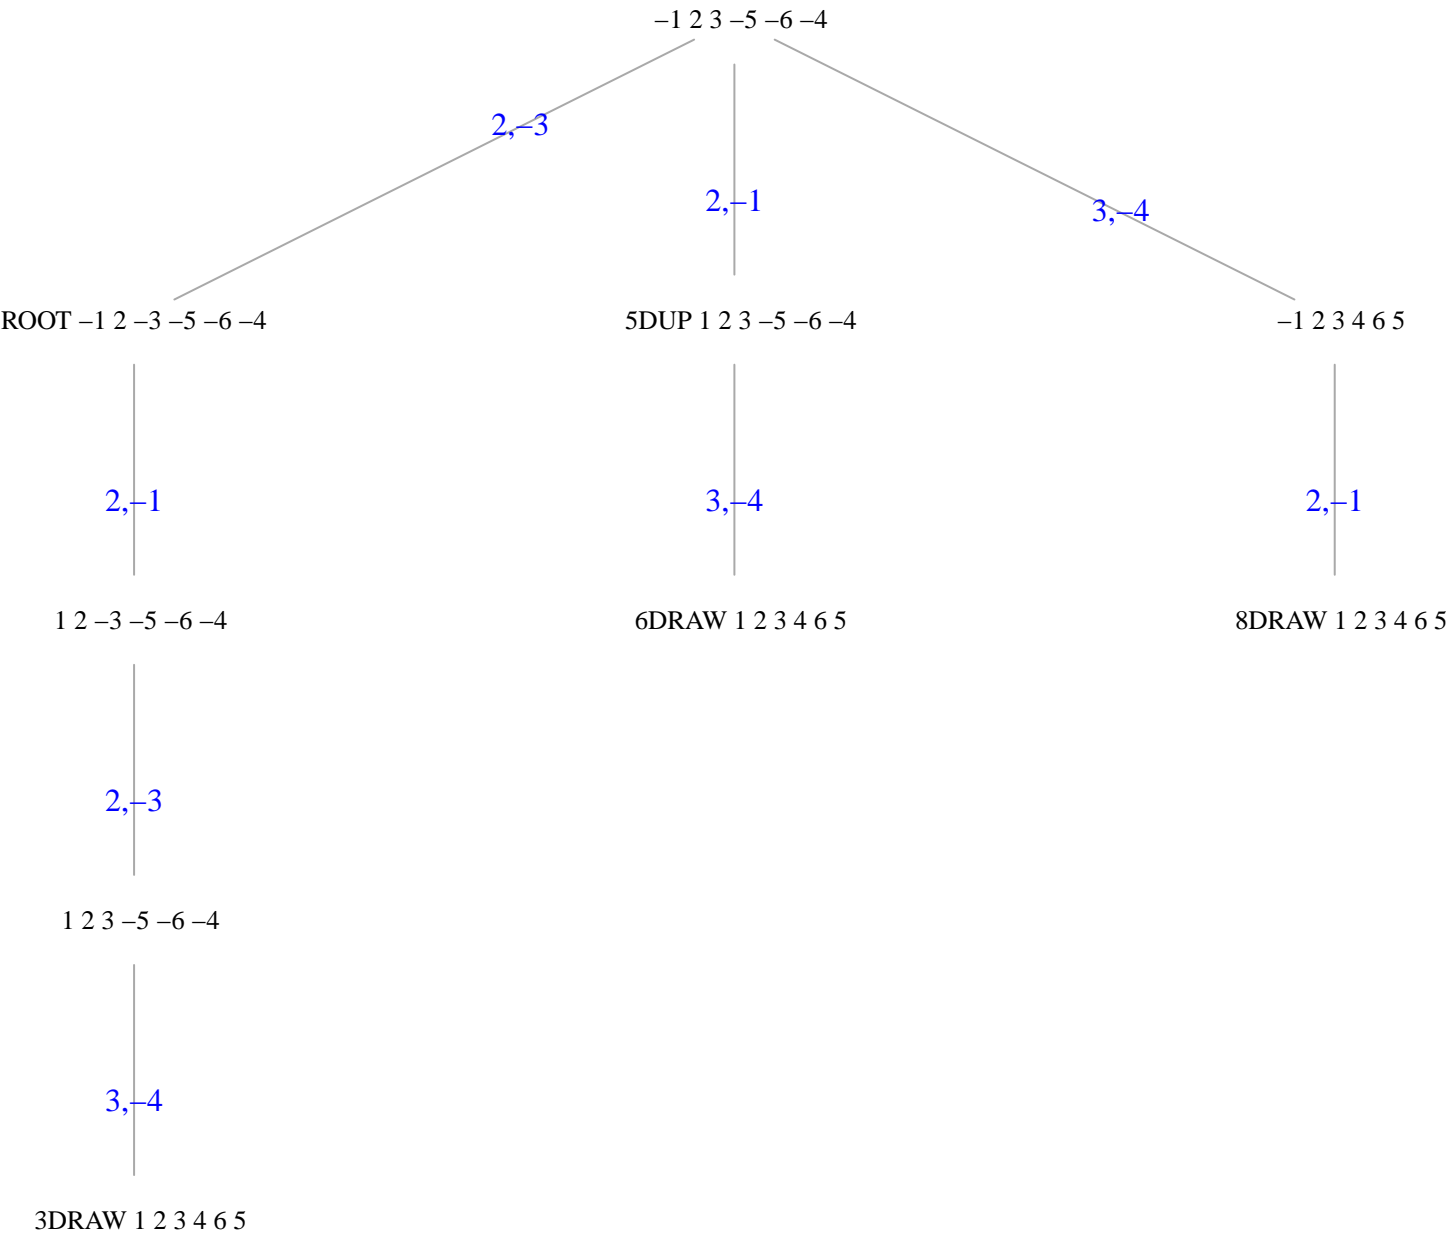 –1 2 3 –5 –6 –4
2,–3
2,–1
3,–4
ROOT –1 2 –3 –5 –6 –4
5DUP 1 2 3 –5 –6 –4
–1 2 3 4 6 5
2,–1
3,–4
2,–1
1 2 –3 –5 –6 –4
6DRAW 1 2 3 4 6 5
8DRAW 1 2 3 4 6 5
2,–3
1 2 3 –5 –6 –4
3,–4
3DRAW 1 2 3 4 6 5